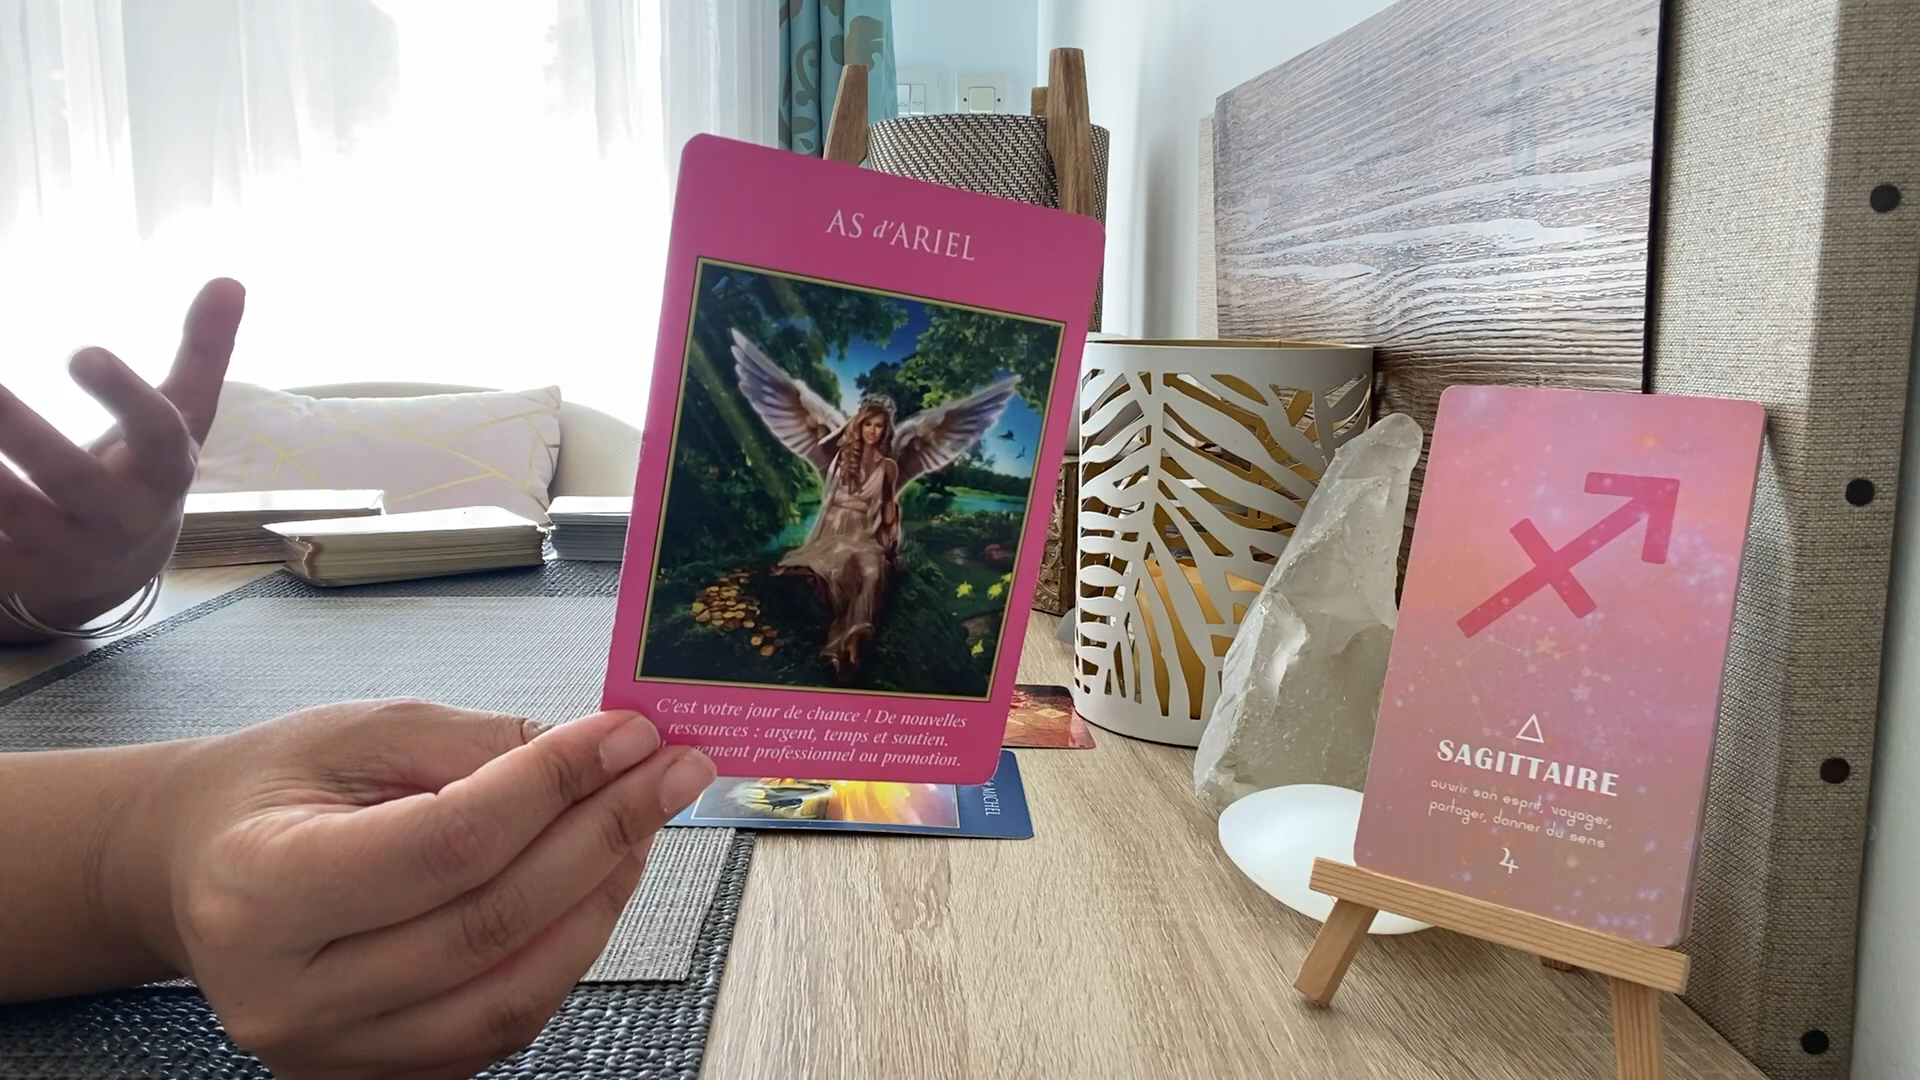 AS d'ARIEL
C'est votre jour de chance ! De nouvelles
ressources : argent, temps et soutien.
professionnel ou promotion.
MICHEL
SAGITTAIRE
ouvrir son esprit, voyager,
partager, donner du sens